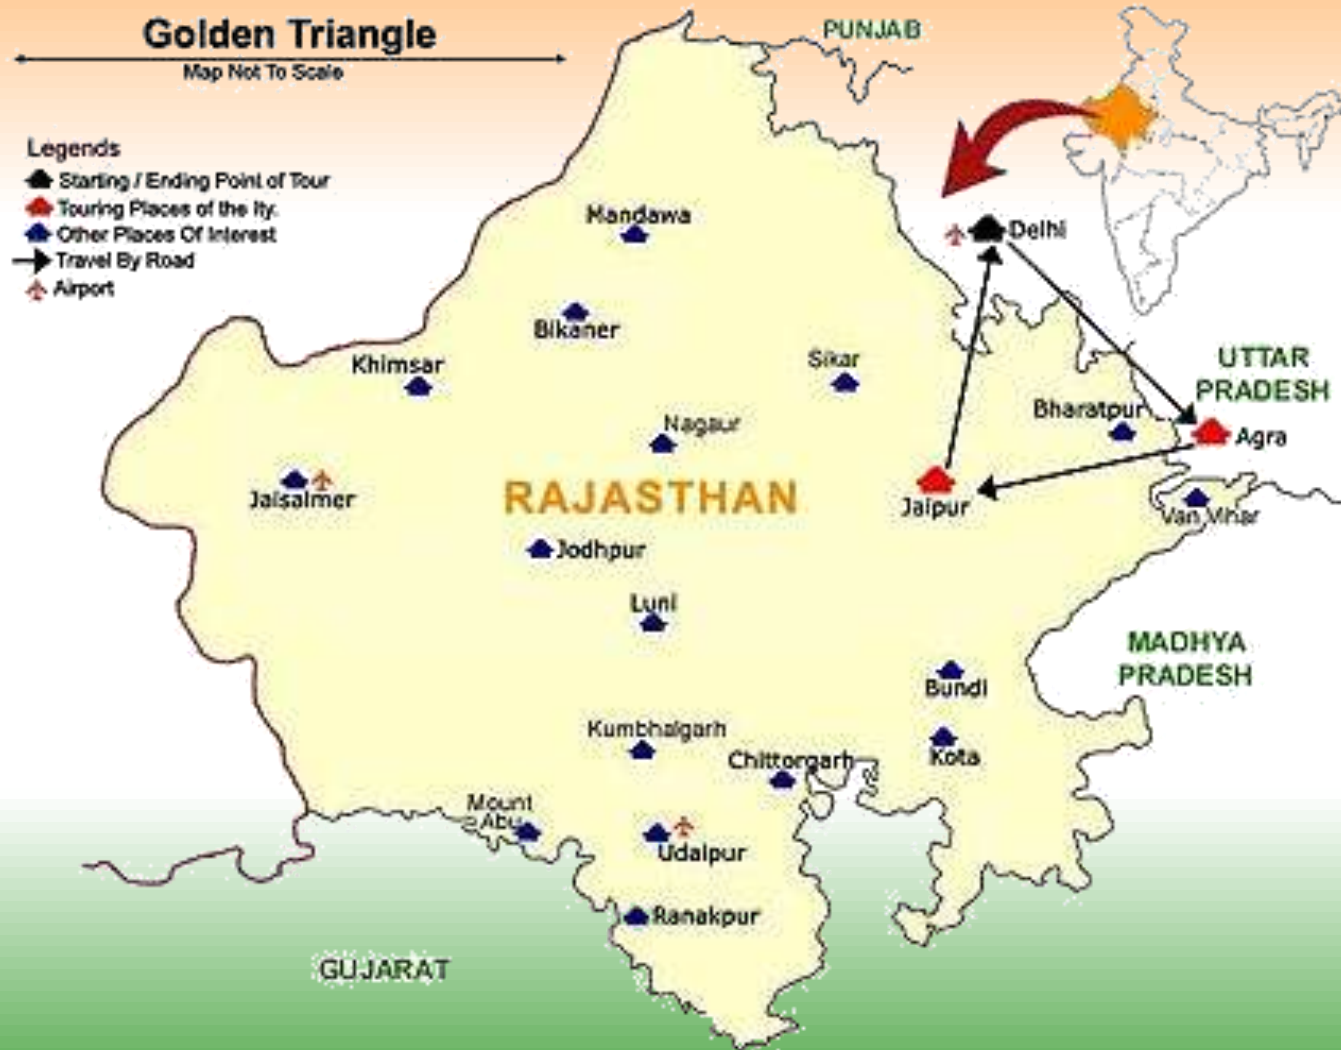 Golden Triangle
Map Not To Scale
PUNJAB
Legends
Starting / Ending Point of Tour
Touring Places of the Ity.
Other Places Of Interest
Travel By Road
Airport
Mandawa
Delhi
Bikaner
Khimsar
Sikar
UTTAR
PRADESH
Bharatpur
Nagaur
Agra
Jaisalmer
RAJASTHAN
Jaipur
Van Vihar
Jodhpur
Luni
MADHYA
PRADESH
Bundi
Kumbhalgarh
Chittorgarh
Kota
Mount
Abu
Udaipur
Ranakpur
GUJARAT